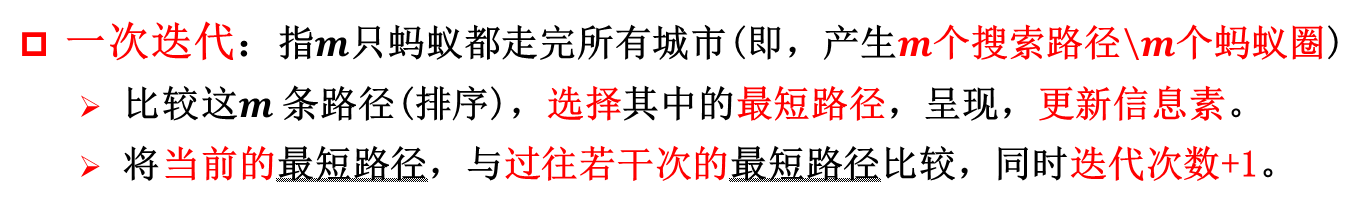 一次迭代：指m只蚂蚁都走完所有城市(即，产生m个搜索路径\m个蚂蚁圈)
比较这m条路径(排序)，选择其中的最短路径，呈现，更新信息素。
将当前的最短路径，与过往若干次的最短路径比较，同时迭代次数+1。